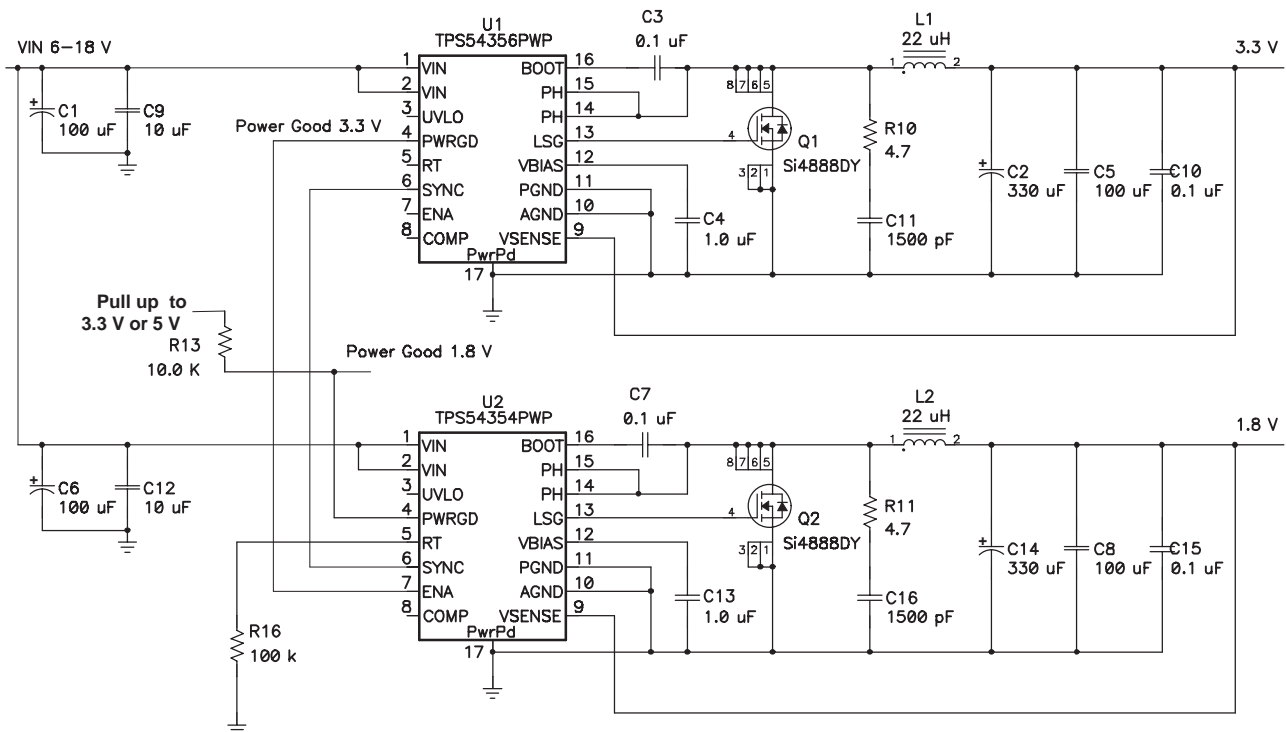 U1
TPS54356PWP
C3
0.1 uF
L1
22 uH
VIN 6-18 V
3.3 V
1 VIN BOOT 16
2 VIN PH 15
3 UVLO PH 14
4 PWRGD LSG 13
5 RT VBIAS 12
6 SYNC PGND 11
7 ENA AGND 10
8 COMP VSENSE 9
PwrPd
17
C1
100 uF
C9
10 uF
Power Good 3.3 V
1 2
8 7 6 5
4
3 2 1
Q1
Si4888DY
R10
4.7
C2
330 uF
C5
100 uF
C10
0.1 uF
C4
1.0 uF
C11
1500 pF
Pull up to
3.3 V or 5 V
R13
10.0 K
Power Good 1.8 V
U2
TPS54354PWP
C7
0.1 uF
L2
22 uH
1.8 V
1 VIN BOOT 16
2 VIN PH 15
3 UVLO PH 14
4 PWRGD LSG 13
5 RT VBIAS 12
6 SYNC PGND 11
7 ENA AGND 10
8 COMP VSENSE 9
PwrPd
17
C6
100 uF
C12
10 uF
1 2
8 7 6 5
4
3 2 1
Q2
Si4888DY
R11
4.7
C14
330 uF
C8
100 uF
C15
0.1 uF
C13
1.0 uF
C16
1500 pF
R16
100 k